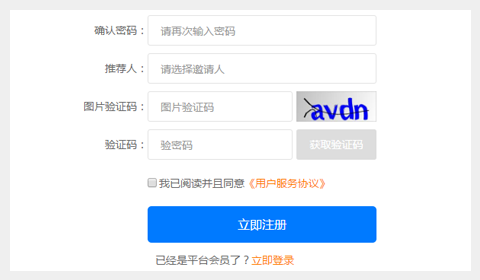 确认密码： 请再次输入密码
推荐人： 请选择邀请人
图片验证码： 图片验证码 avdn
验证码： 验密码 获取验证码
我已阅读并且同意《用户服务协议》
立即注册
已经是平台会员了？立即登录